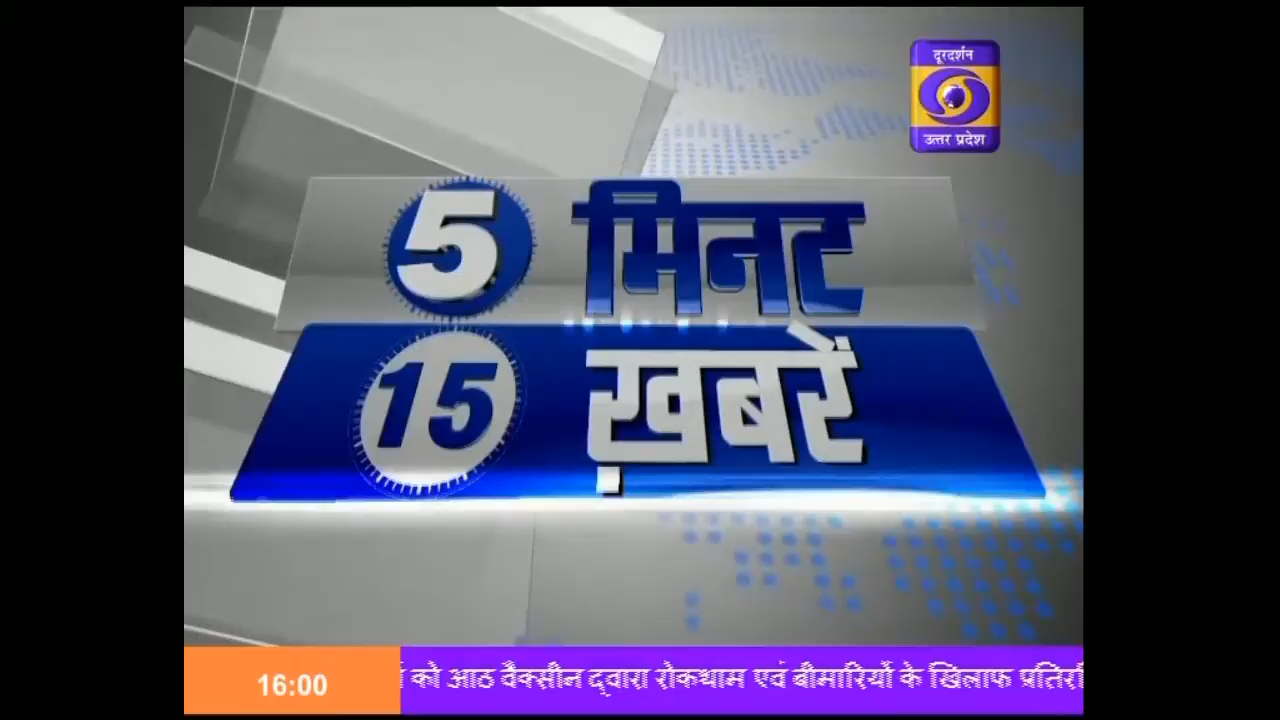 दूरदर्शन
उत्तर प्रदेश
5 मिनट
15 ख़बरें
16:00
को आठ वैक्सीन द्वारा रोकथाम एवं बीमारियों के खिलाफ